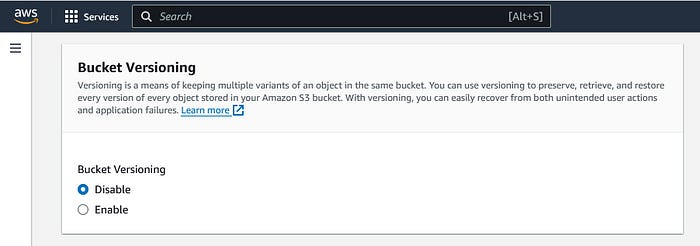 aws Services Search [Alt+S]
Bucket Versioning
Versioning is a means of keeping multiple variants of an object in the same bucket. You can use versioning to preserve, retrieve, and restore
every version of every object stored in your Amazon S3 bucket. With versioning, you can easily recover from both unintended user actions
and application failures. Learn more
Bucket Versioning
Disable
Enable